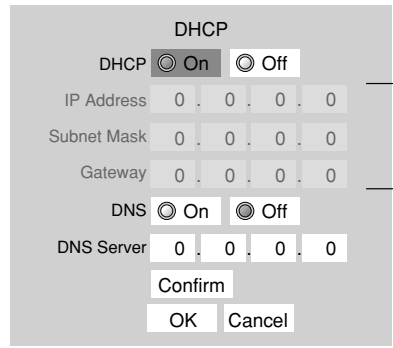 DHCP
DHCP On Off
IP Address 0 . 0 . 0 . 0
Subnet Mask 0 . 0 . 0 . 0
Gateway 0 . 0 . 0 . 0
DNS On Off
DNS Server 0 . 0 . 0 . 0
Confirm
OK Cancel